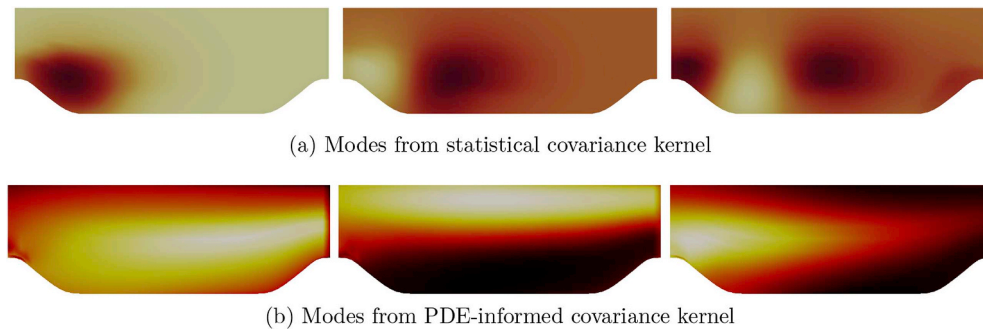 (a) Modes from statistical covariance kernel
(b) Modes from PDE-informed covariance kernel